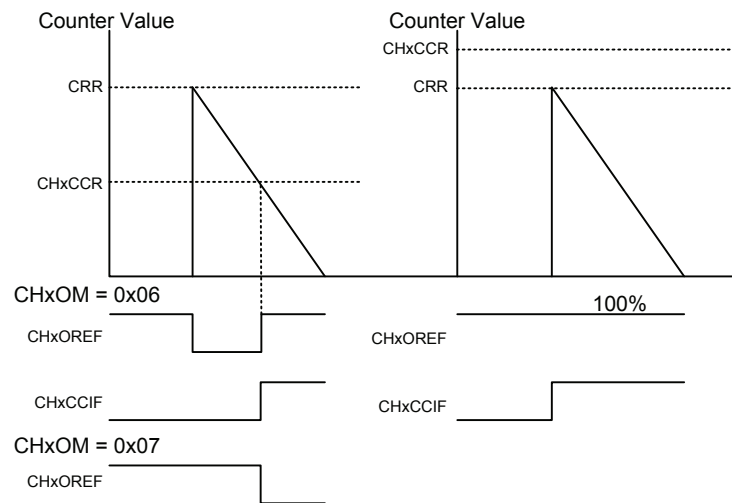 Counter Value
CRR
CHxCCR
CHxOM = 0x06
CHxOREF
CHxCCIF
CHxOM = 0x07
CHxOREF
Counter Value
CHxCCR
CRR
100%
CHxOREF
CHxCCIF